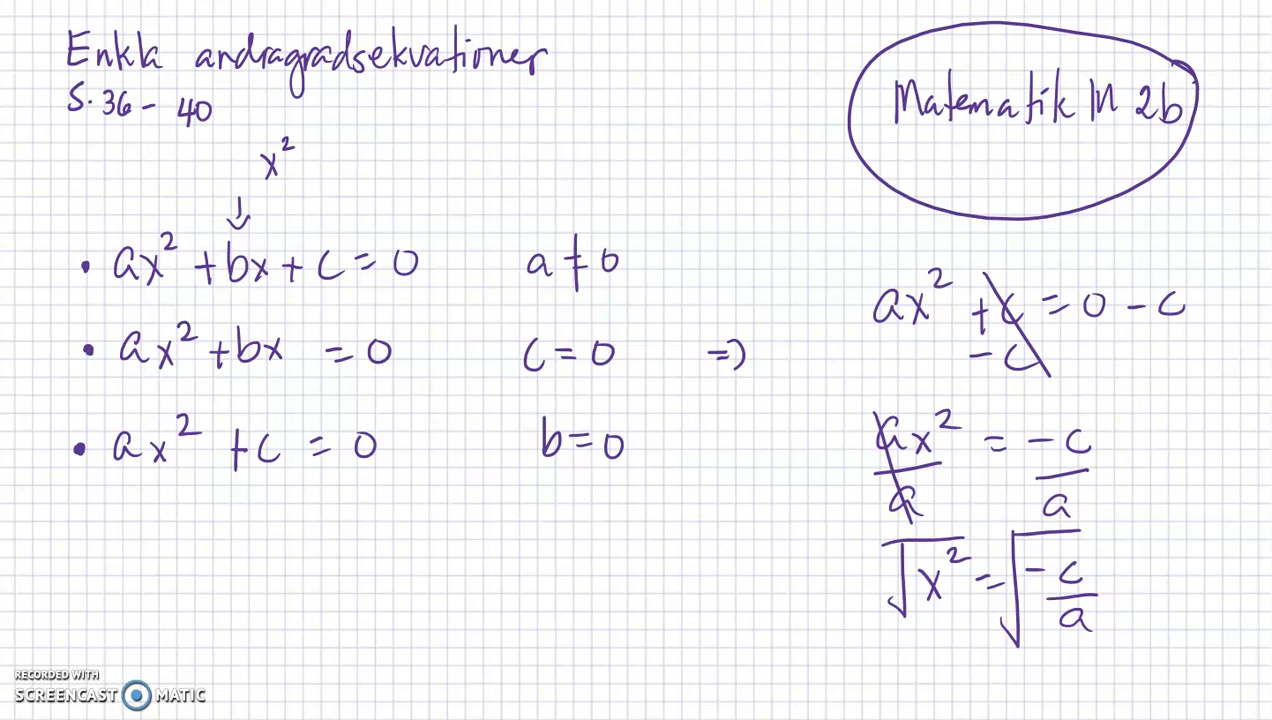 Enkla andragradsekvationer
S. 36 - 40
x²
↓
• ax² + bx + c = 0 a ≠ 0
• ax² + bx = 0 c = 0 =>
• ax² + c = 0 b = 0
Matematik M 2b
ax² + c = 0 - c
- c
ax² / a = -c / a
√x² = √(-c / a)
RECORDED WITH
SCREENCAST MATIC